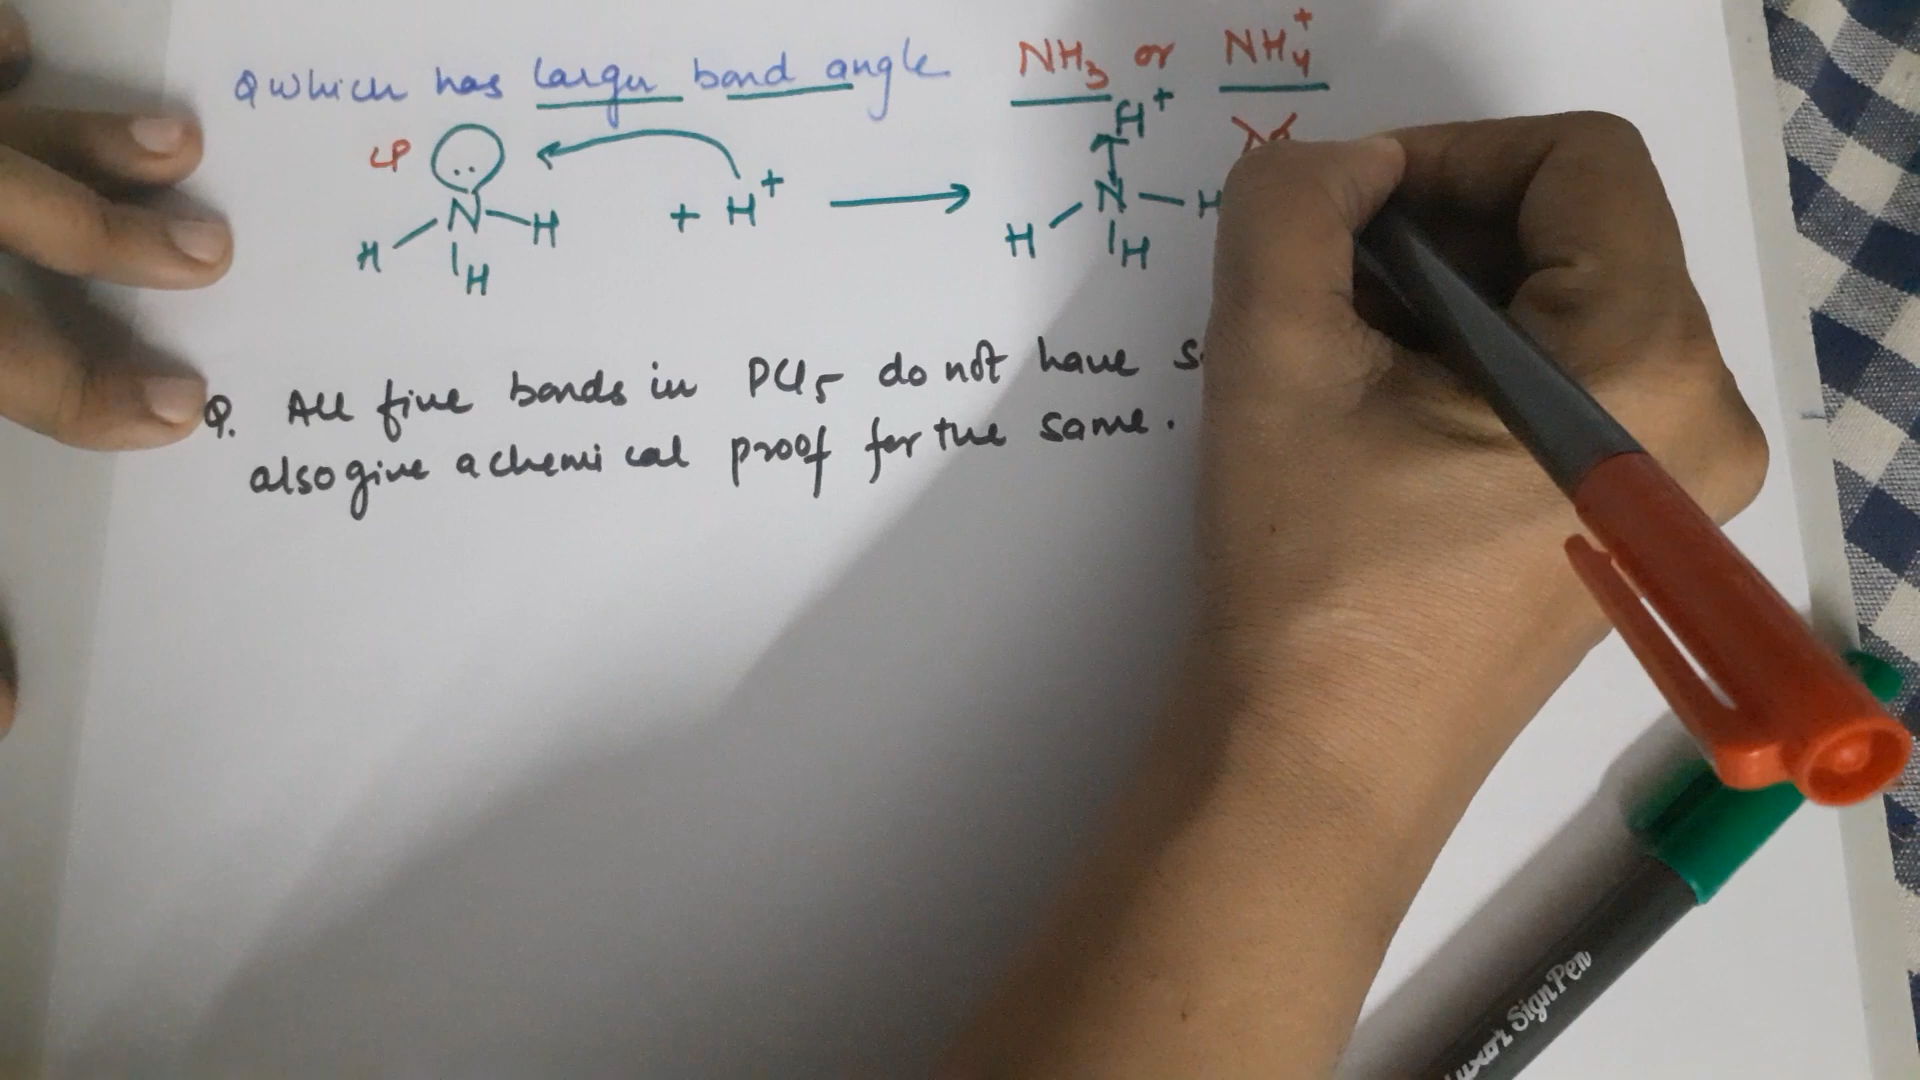 Q Which has larger bond angle NH3 or NH4+
lp
..
H+
N H + H+ → N H
H H
H H
Q. All five bonds in PCl5 do not have
also give a chemical proof for the same.
Luxor SignPen